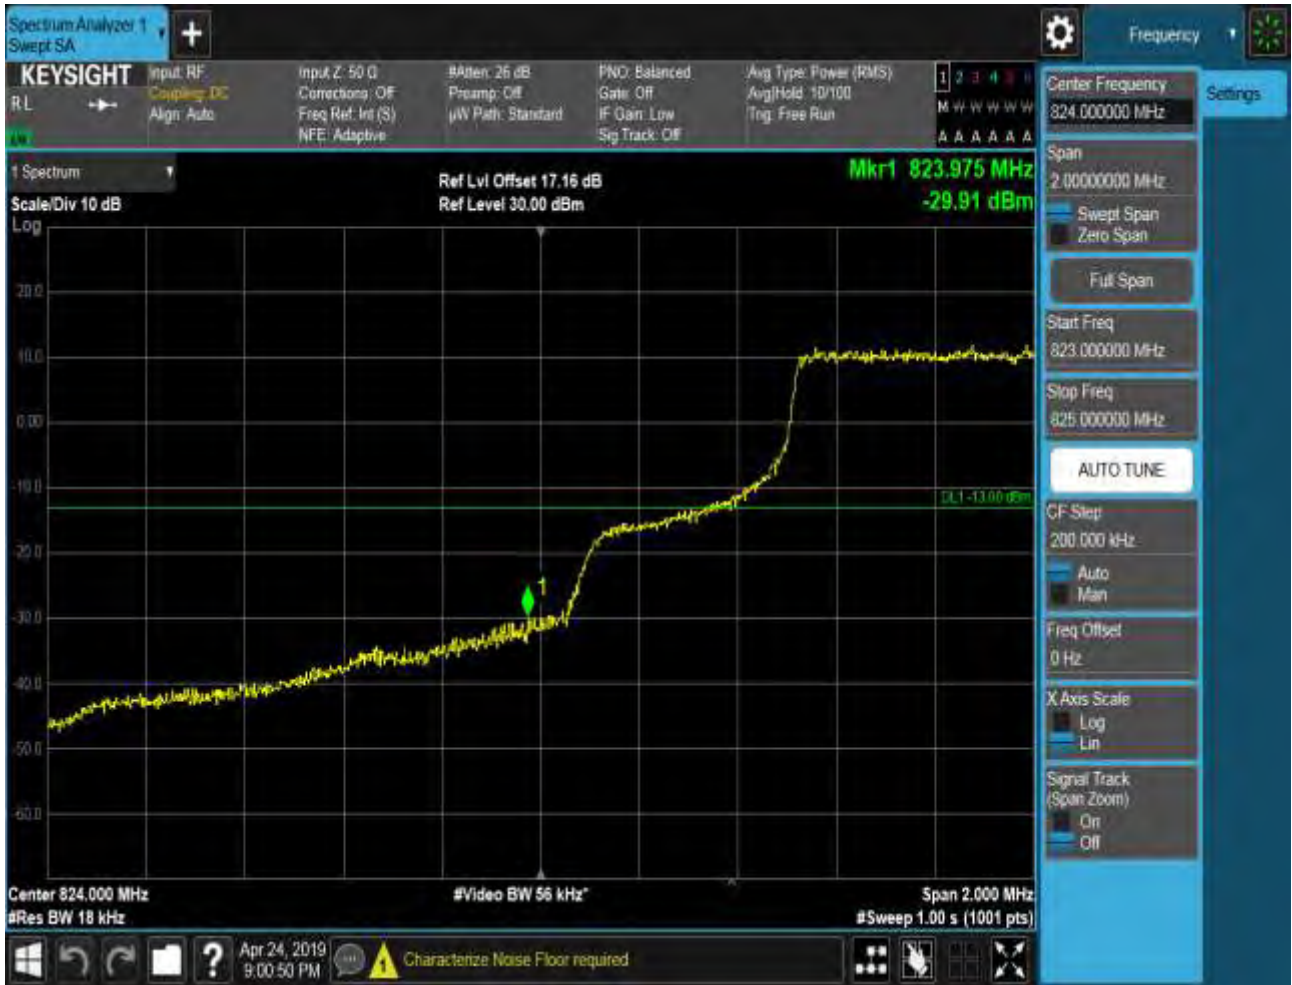 Spectrum Analyzer 1
Swept SA
Frequency
KEYSIGHT
RL
Input: RF
Coupling: DC
Align: Auto
Input Z: 50 Ω
Corrections: Off
Freq Ref: Int (S)
NFE: Adaptive
#Atten: 26 dB
Preamp: Off
µW Path: Standard
PNO: Balanced
Gate: Off
IF Gain: Low
Sig Track: Off
Avg Type: Power (RMS)
Avg|Hold: 10/100
Trig: Free Run
1 2 3 4 5 6
M W W W W W
A A A A A A
1 Spectrum
Scale/Div 10 dB
Log
Ref Lvl Offset 17.16 dB
Ref Level 30.00 dBm
Mkr1 823.975 MHz
-29.91 dBm
20.0
10.0
0.00
-10.0
-20.0
-30.0
-40.0
-50.0
-60.0
1
DL1 -13.00 dBm
Center 824.000 MHz
#Res BW 18 kHz
#Video BW 56 kHz*
Span 2.000 MHz
#Sweep 1.00 s (1001 pts)
Center Frequency
824.000000 MHz
Settings
Span
2.00000000 MHz
Swept Span
Zero Span
Full Span
Start Freq
823.000000 MHz
Stop Freq
825.000000 MHz
AUTO TUNE
CF Step
200.000 kHz
Auto
Man
Freq Offset
0 Hz
X Axis Scale
Log
Lin
Signal Track
(Span Zoom)
On
Off
?
Apr 24, 2019
9:00:50 PM
1
Characterize Noise Floor required